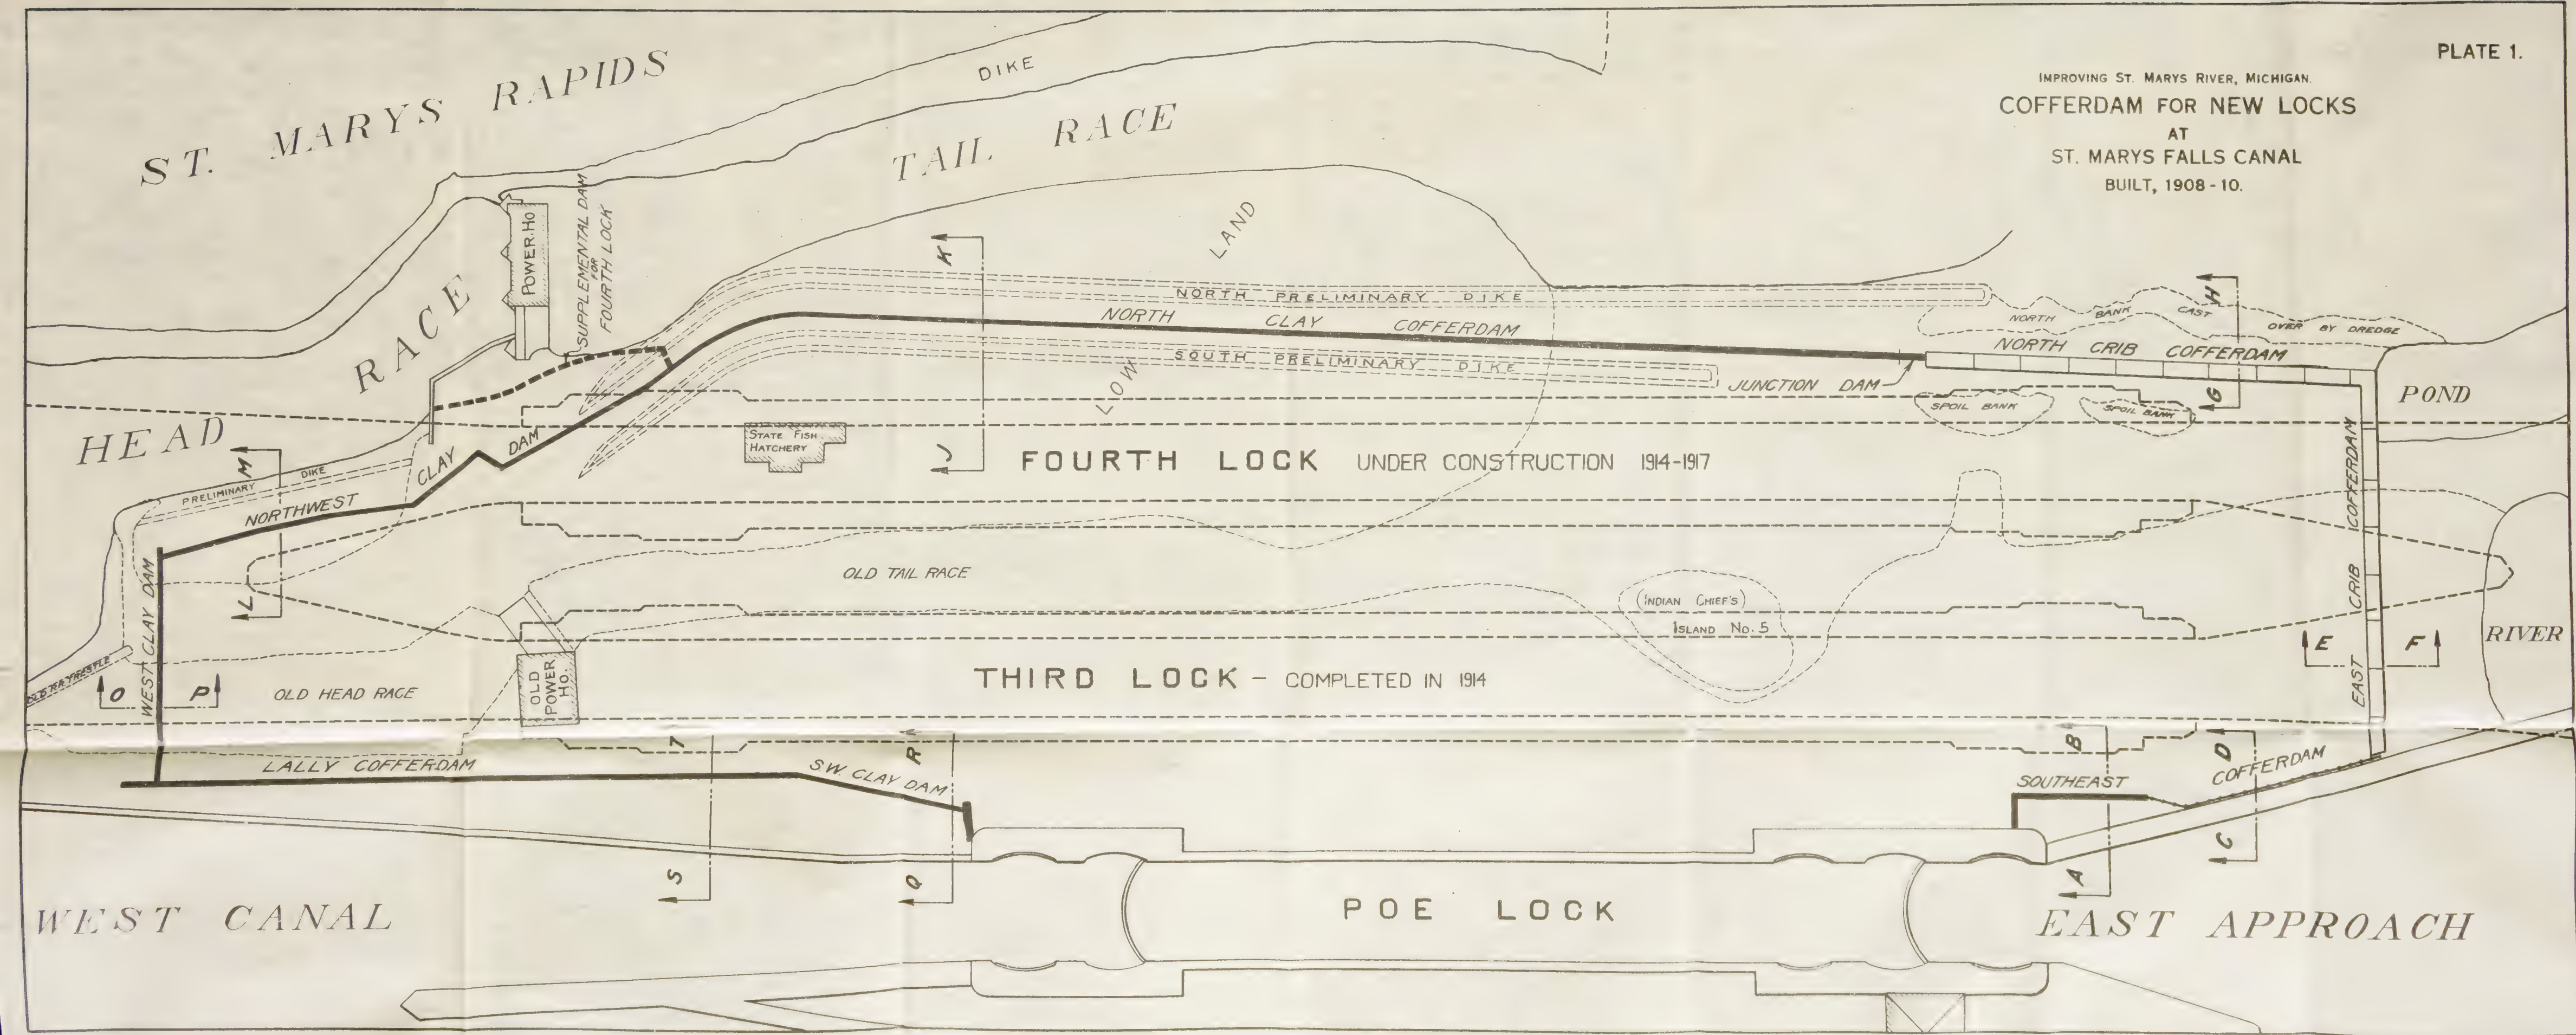 PLATE 1.
IMPROVING ST. MARYS RIVER, MICHIGAN.
COFFERDAM FOR NEW LOCKS
AT
ST. MARYS FALLS CANAL
BUILT, 1908-10.
ST. MARYS RAPIDS
DIKE
TAIL RACE
POWER HO.
SUPPLEMENTAL DAM
FOR
FOURTH LOCK
HEAD RACE
K
J
LOW LAND
NORTH PRELIMINARY DIKE
NORTH CLAY COFFERDAM
SOUTH PRELIMINARY DIKE
NORTH BANK CAST OVER BY DREDGE
H
G
NORTH CRIB COFFERDAM
JUNCTION DAM
SPOIL BANK
SPOIL BANK
POND
STATE FISH
HATCHERY
FOURTH LOCK UNDER CONSTRUCTION 1914-1917
M
L
PRELIMINARY DIKE
NORTHWEST CLAY DAM
WEST CLAY DAM
OLD TAIL RACE
(INDIAN CHIEF'S)
ISLAND NO. 5
EAST CRIB COFFERDAM
E
F
RIVER
O
P
OLD HEAD RACE
OLD
POWER
HO.
THIRD LOCK - COMPLETED IN 1914
LALLY COFFERDAM
S.W. CLAY DAM
T
S
R
Q
B
A
D
C
SOUTHEAST COFFERDAM
WEST CANAL
POE LOCK
EAST APPROACH